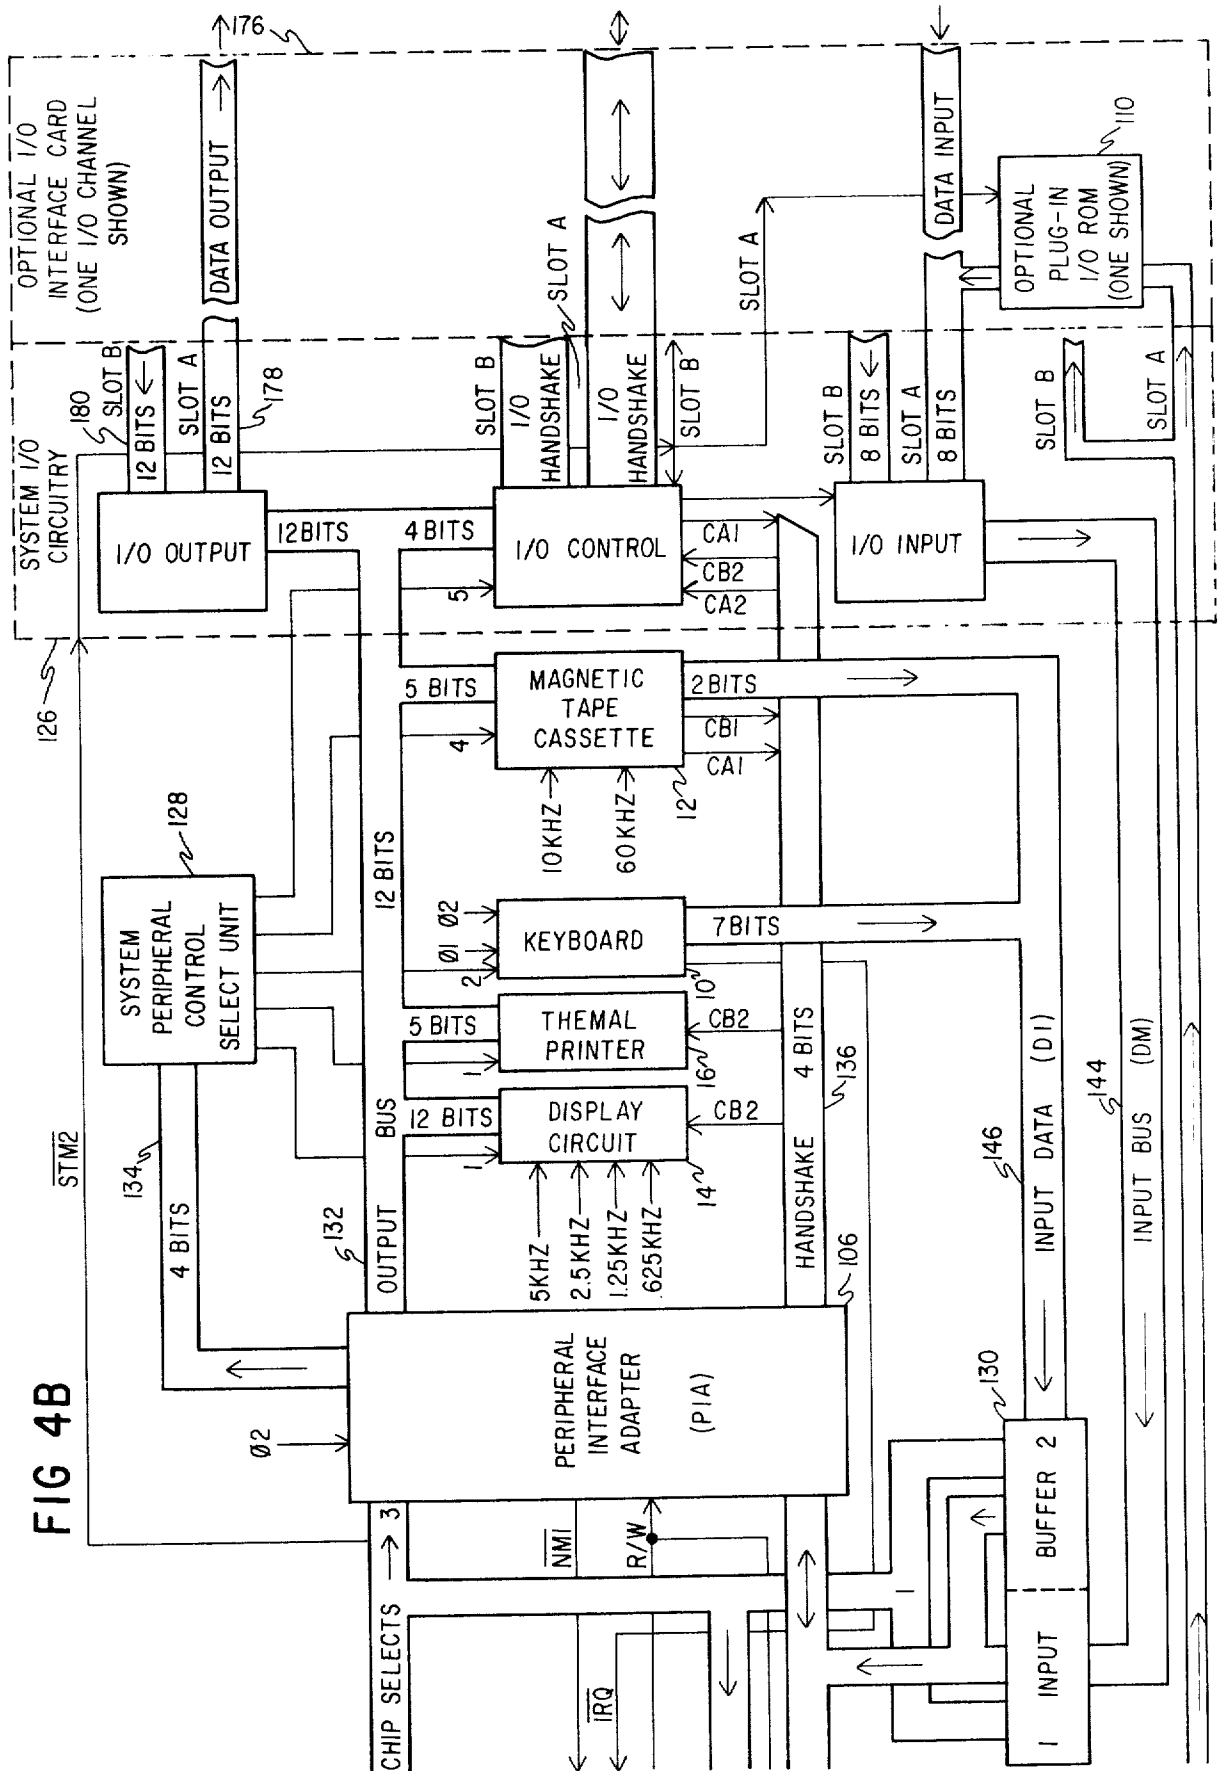 FIG 4B
176
OPTIONAL I/O
INTERFACE CARD
(ONE I/O CHANNEL
SHOWN)
DATA OUTPUT
SLOT A
DATA INPUT
110
OPTIONAL
PLUG-IN
I/O ROM
(ONE SHOWN)
SLOT A
SYSTEM I/O
CIRCUITRY
180
SLOT B
12 BITS
SLOT A
12 BITS
178
SLOT B
I/O
HANDSHAKE
I/O
HANDSHAKE
SLOT B
SLOT B
8 BITS
SLOT A
8 BITS
SLOT B
SLOT A
I/O OUTPUT
12 BITS
4 BITS
5
I/O CONTROL
CA1
CB2
CA2
I/O INPUT
126
5 BITS
4
MAGNETIC
TAPE
CASSETTE
2 BITS
CB1
CA1
10KHZ
60KHZ
12
128
SYSTEM
PERIPHERAL
CONTROL
SELECT UNIT
12 BITS
Ø2
Ø1
2
KEYBOARD
7 BITS
10
5 BITS
1
THEMAL
PRINTER
CB2
16
12 BITS
1
DISPLAY
CIRCUIT
CB2
14
5KHZ
2.5KHZ
1.25KHZ
.625KHZ
S̅T̅M̅2̅
134
4 BITS
132
OUTPUT BUS
HANDSHAKE 4 BITS
136
106
146
INPUT DATA (DI)
144
INPUT BUS (DM)
Ø2
PERIPHERAL
INTERFACE
ADAPTER
(PIA)
130
1 INPUT BUFFER 2
CHIP SELECTS
3
N̅M̅I̅
R/W
I̅R̅Q̅
1